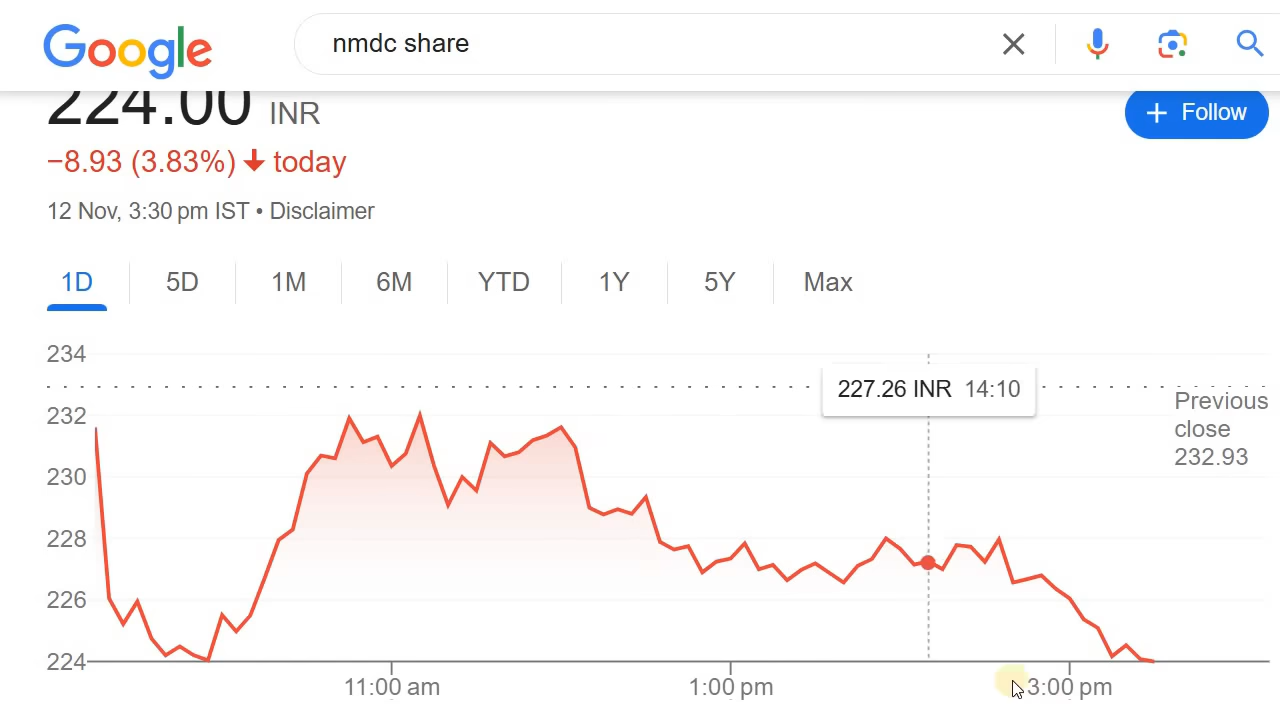 Google
nmdc share
224.00 INR
+ Follow
−8.93 (3.83%) ↓ today
12 Nov, 3:30 pm IST • Disclaimer
1D 5D 1M 6M YTD 1Y 5Y Max
234
227.26 INR 14:10
Previous
close
232.93
232
230
228
226
224
11:00 am 1:00 pm 3:00 pm